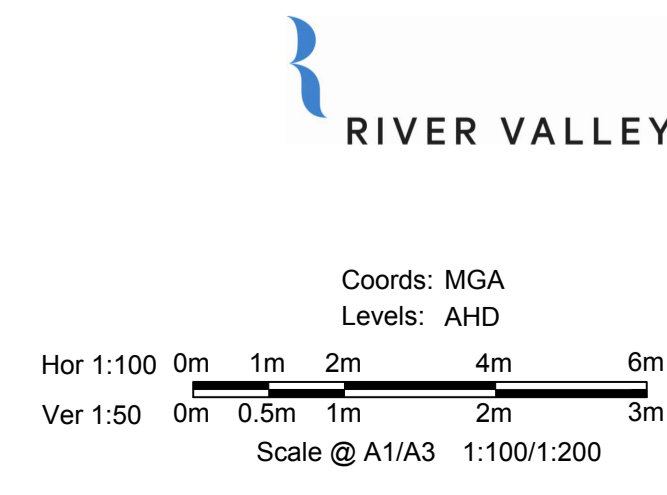 RIVER VALLEY
Coords: MGA
Levels: AHD
Hor 1:100 0m 1m 2m 4m 6m
Ver 1:50 0m 0.5m 1m 2m 3m
Scale @ A1/A3 1:100/1:200